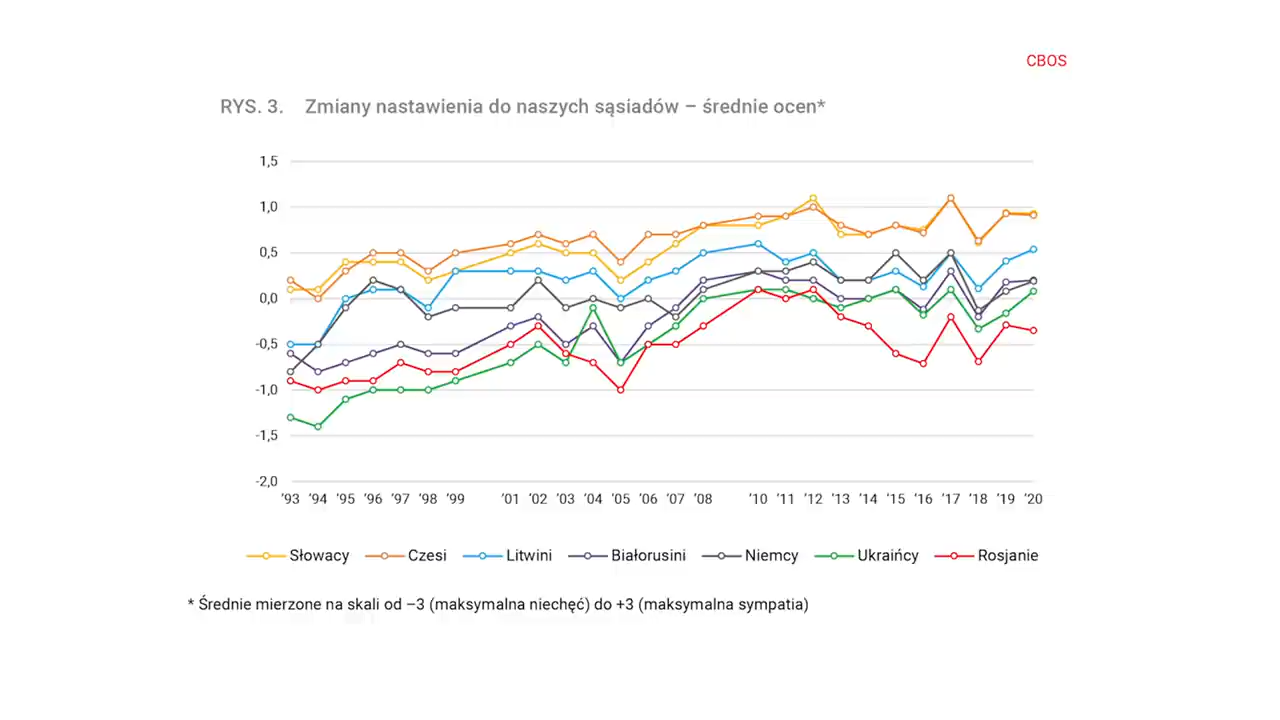 CBOS
RYS. 3. Zmiany nastawienia do naszych sąsiadów – średnie ocen*
1,5
1,0
0,5
0,0
-0,5
-1,0
-1,5
-2,0
’93 ’94 ’95 ’96 ’97 ’98 ’99 ’01 ’02 ’03 ’04 ’05 ’06 ’07 ’08 ’10 ’11 ’12 ’13 ’14 ’15 ’16 ’17 ’18 ’19 ’20
Słowacy Czesi Litwini Białorusini Niemcy Ukraińcy Rosjanie
* Średnie mierzone na skali od –3 (maksymalna niechęć) do +3 (maksymalna sympatia)